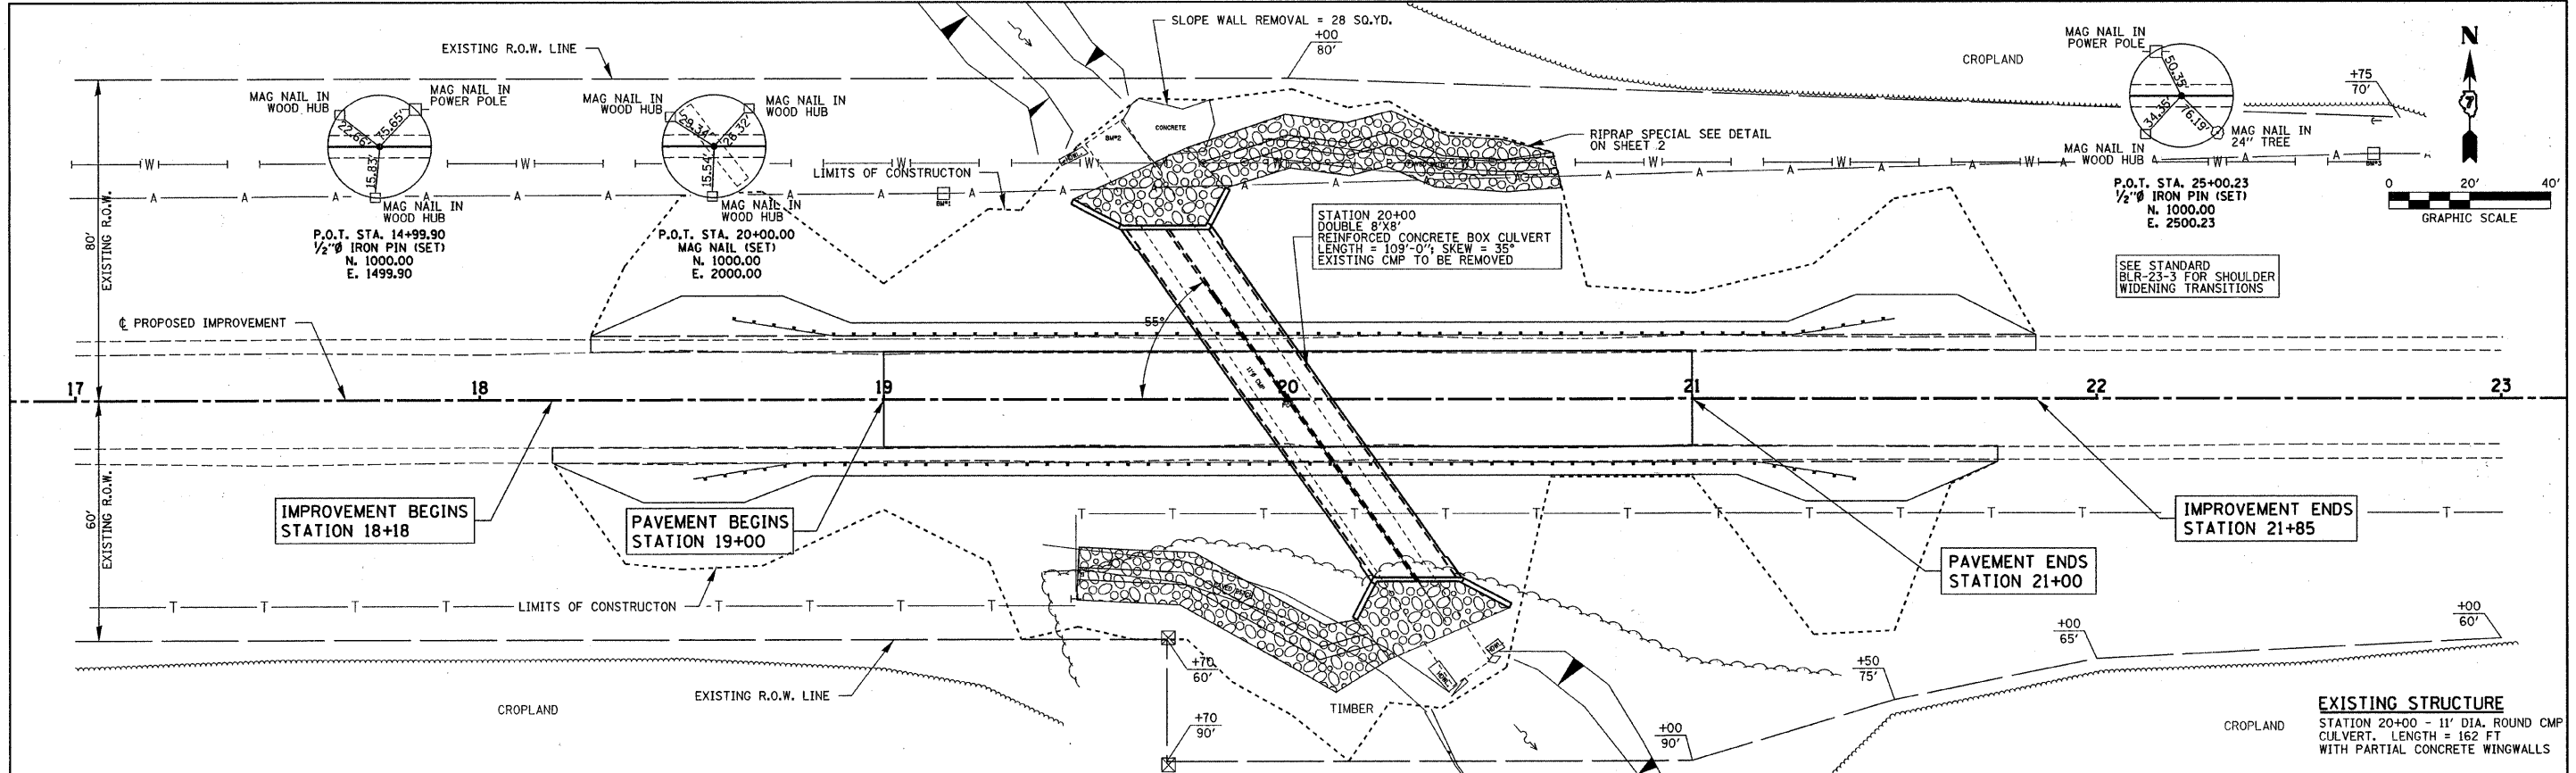 SLOPE WALL REMOVAL = 28 SQ.YD.
EXISTING R.O.W. LINE
+00
80'
CROPLAND
MAG NAIL IN
POWER POLE
N
+75
70'
MAG NAIL IN
WOOD HUB
MAG NAIL IN
POWER POLE
22.66'
75.65'
15.83'
MAG NAIL IN
WOOD HUB
P.O.T. STA. 14+99.90
1/2"Ø IRON PIN (SET)
N. 1000.00
E. 1499.90
MAG NAIL IN
WOOD HUB
MAG NAIL IN
WOOD HUB
29.34'
28.32'
15.54'
MAG NAIL IN
WOOD HUB
P.O.T. STA. 20+00.00
MAG NAIL (SET)
N. 1000.00
E. 2000.00
BM#1
LIMITS OF CONSTRUCTON
BM#2
CONCRETE
RIPRAP SPECIAL SEE DETAIL
ON SHEET 2
50.35'
34.35'
76.19'
MAG NAIL IN
24" TREE
MAG NAIL IN
WOOD HUB
BM#3
P.O.T. STA. 25+00.23
1/2"Ø IRON PIN (SET)
N. 1000.00
E. 2500.23
0 20' 40'
GRAPHIC SCALE
W W W W W W W W W W
A A A A A A A A A A A A
STATION 20+00
DOUBLE 8'X8'
REINFORCED CONCRETE BOX CULVERT
LENGTH = 109'-0"; SKEW = 35°
EXISTING CMP TO BE REMOVED
SEE STANDARD
BLR-23-3 FOR SHOULDER
WIDENING TRANSITIONS
80'
EXISTING R.O.W.
℄ PROPOSED IMPROVEMENT
55°
11'Ø CMP
17 18 19 20 21 22 23
60'
EXISTING R.O.W.
IMPROVEMENT BEGINS
STATION 18+18
PAVEMENT BEGINS
STATION 19+00
T T T T T T T T T T T T
IMPROVEMENT ENDS
STATION 21+85
PAVEMENT ENDS
STATION 21+00
T T T T LIMITS OF CONSTRUCTON T T T T
HDWL
HDWL
+70
60'
+00
60'
+00
65'
+50
75'
EXISTING R.O.W. LINE
CROPLAND
TIMBER
+70
90'
+00
90'
CROPLAND
EXISTING STRUCTURE
STATION 20+00 - 11' DIA. ROUND CMP
CULVERT. LENGTH = 162 FT
WITH PARTIAL CONCRETE WINGWALLS